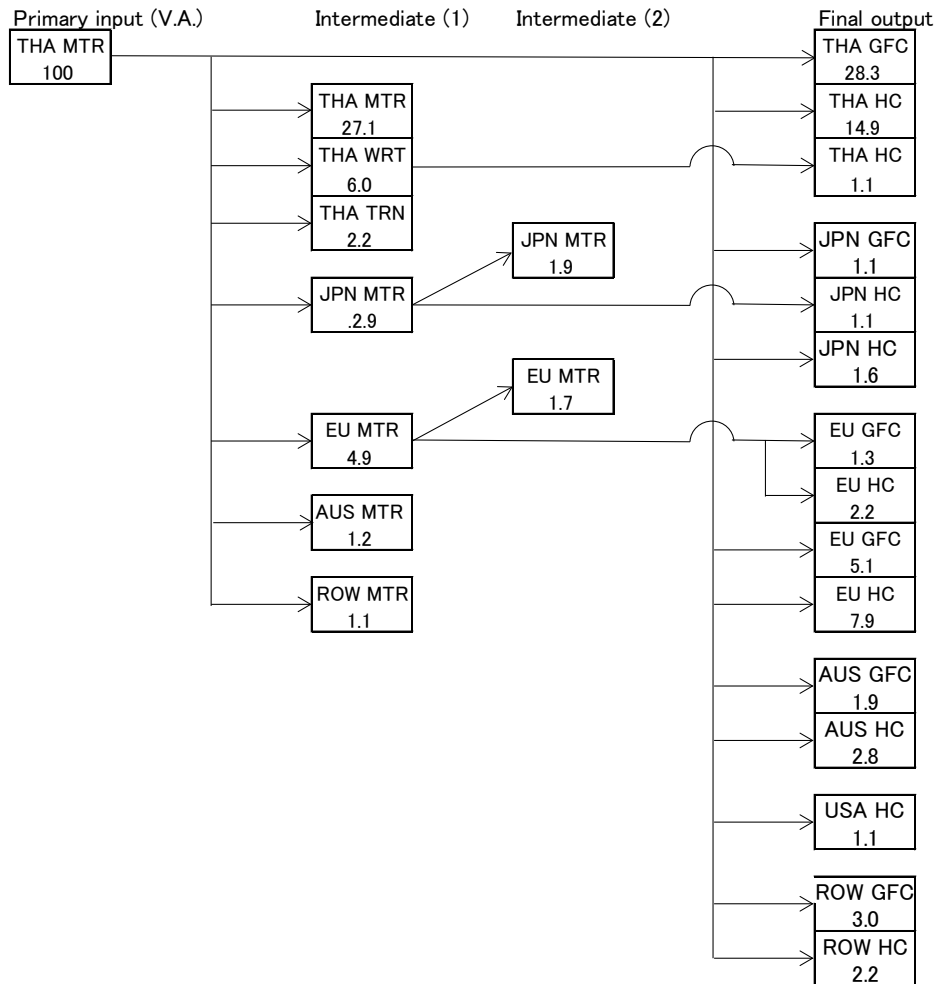 Primary input (V.A.)
Intermediate (1)
Intermediate (2)
Final output
THA MTR
100
THA MTR
27.1
THA WRT
6.0
THA TRN
2.2
JPN MTR
.2.9
EU MTR
4.9
AUS MTR
1.2
ROW MTR
1.1
JPN MTR
1.9
EU MTR
1.7
THA GFC
28.3
THA HC
14.9
THA HC
1.1
JPN GFC
1.1
JPN HC
1.1
JPN HC
1.6
EU GFC
1.3
EU HC
2.2
EU GFC
5.1
EU HC
7.9
AUS GFC
1.9
AUS HC
2.8
USA HC
1.1
ROW GFC
3.0
ROW HC
2.2